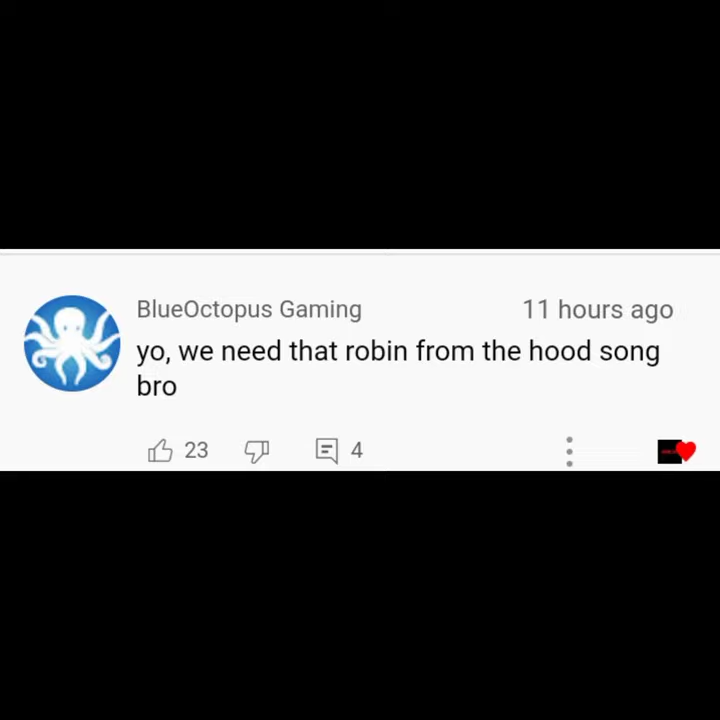 BlueOctopus Gaming
11 hours ago
yo, we need that robin from the hood song
bro
23
4